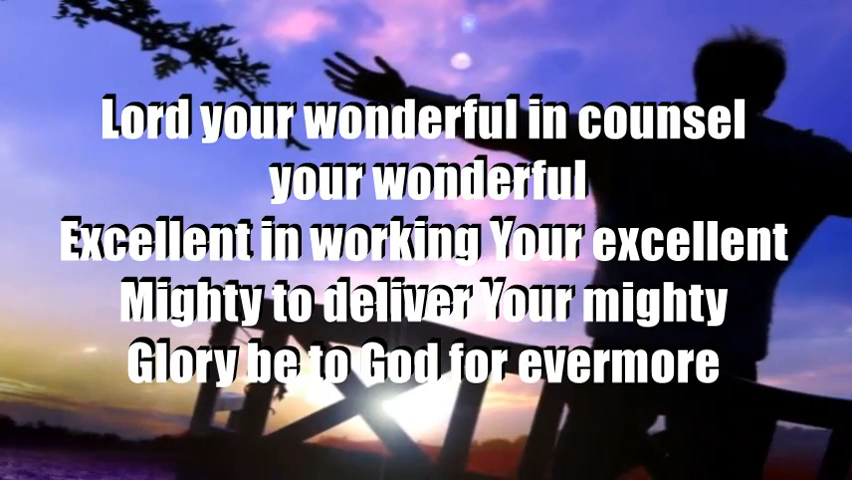 Lord your wonderful in counsel
your wonderful
Excellent in working Your excellent
Mighty to deliver Your mighty
Glory be to God for evermore